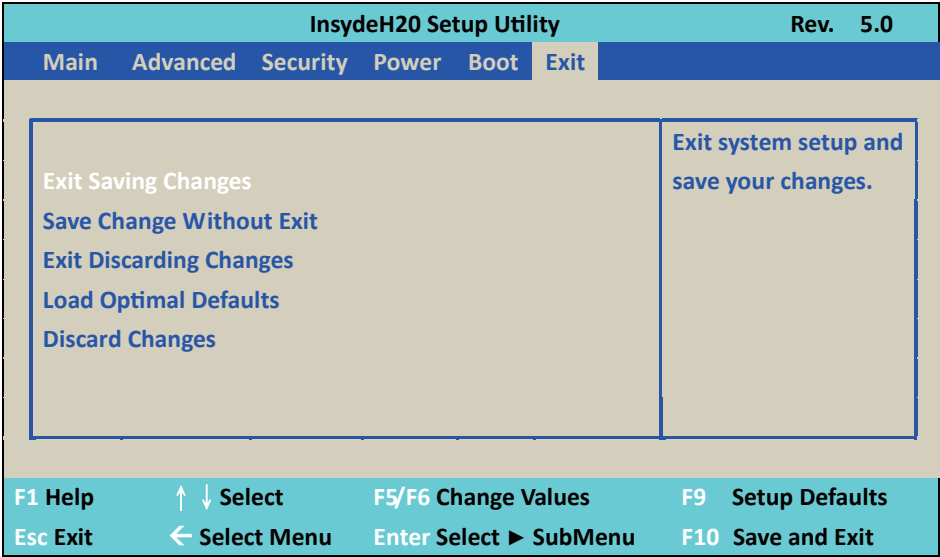 InsydeH20 Setup Utility Rev. 5.0
Main Advanced Security Power Boot Exit
Exit system setup and
save your changes.
Exit Saving Changes
Save Change Without Exit
Exit Discarding Changes
Load Optimal Defaults
Discard Changes
F1 Help ↑ ↓ Select F5/F6 Change Values F9 Setup Defaults
Esc Exit ← Select Menu Enter Select ► SubMenu F10 Save and Exit